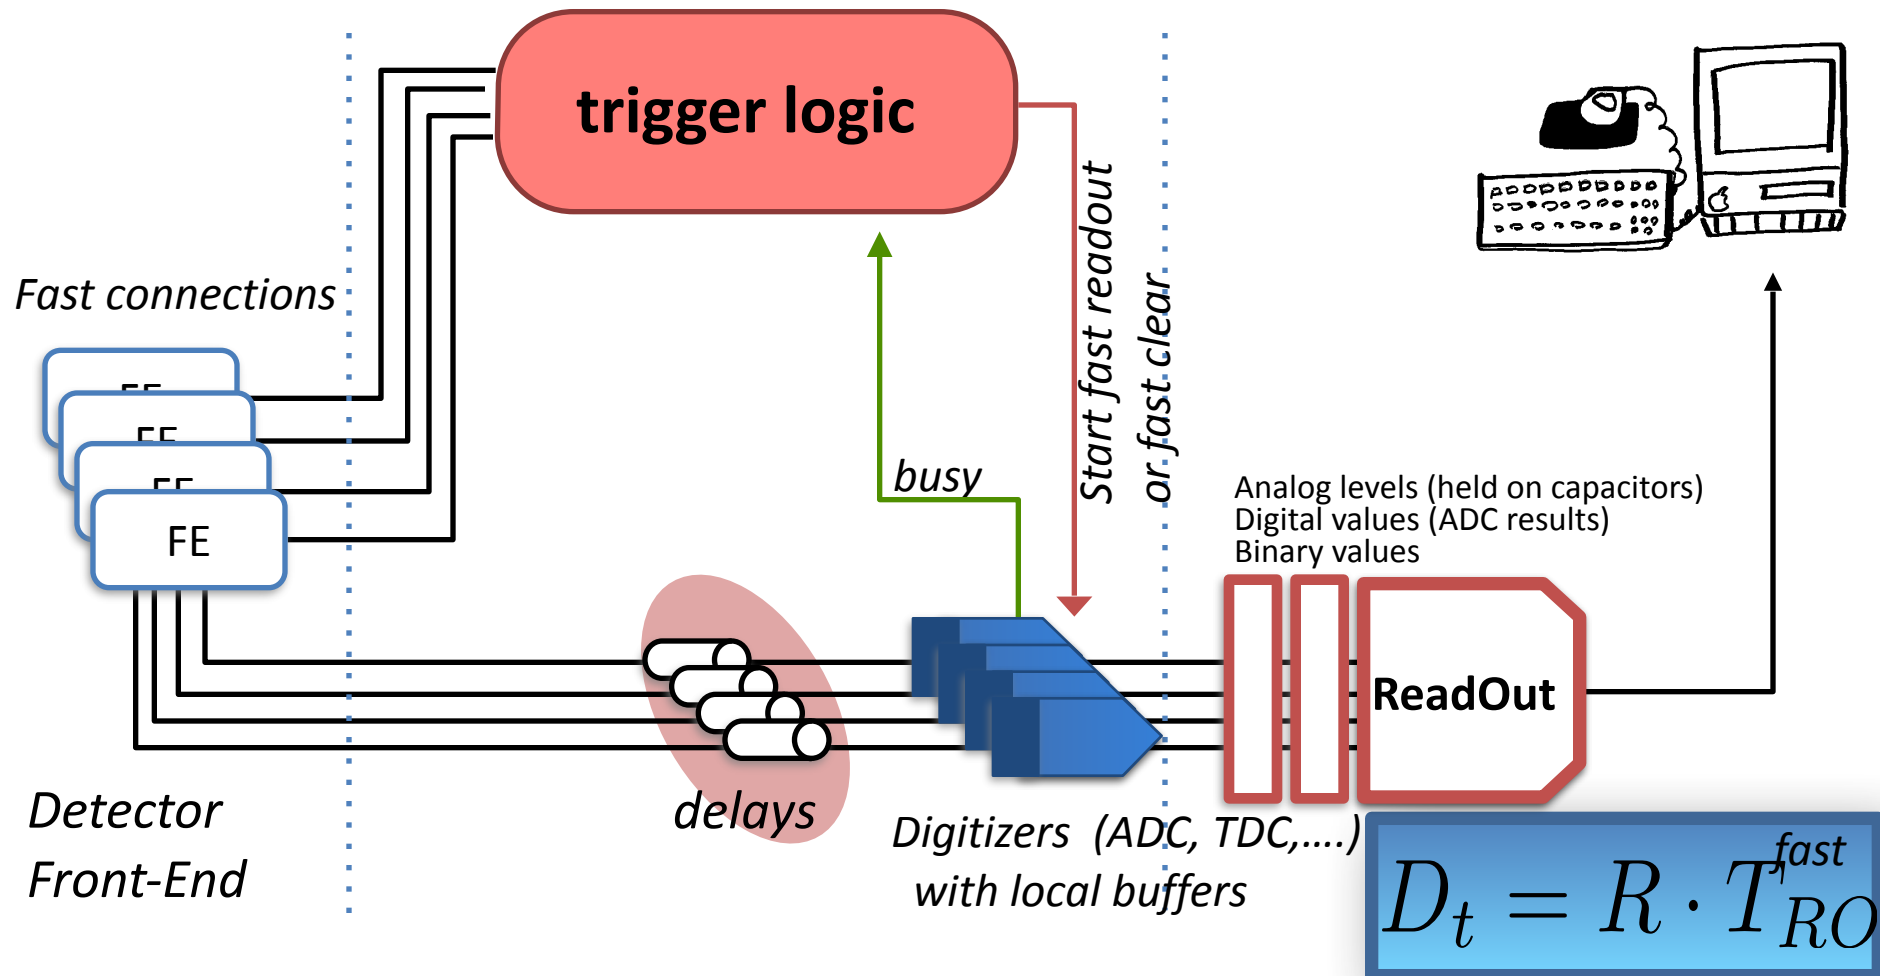 trigger logic
Fast connections
FE
FE
FE
FE
busy
Start fast readout
or fast clear
Analog levels (held on capacitors)
Digital values (ADC results)
Binary values
ReadOut
delays
Detector
Front-End
Digitizers (ADC, TDC,....)
with local buffers
D_t = R · T_{RO}^{fast}